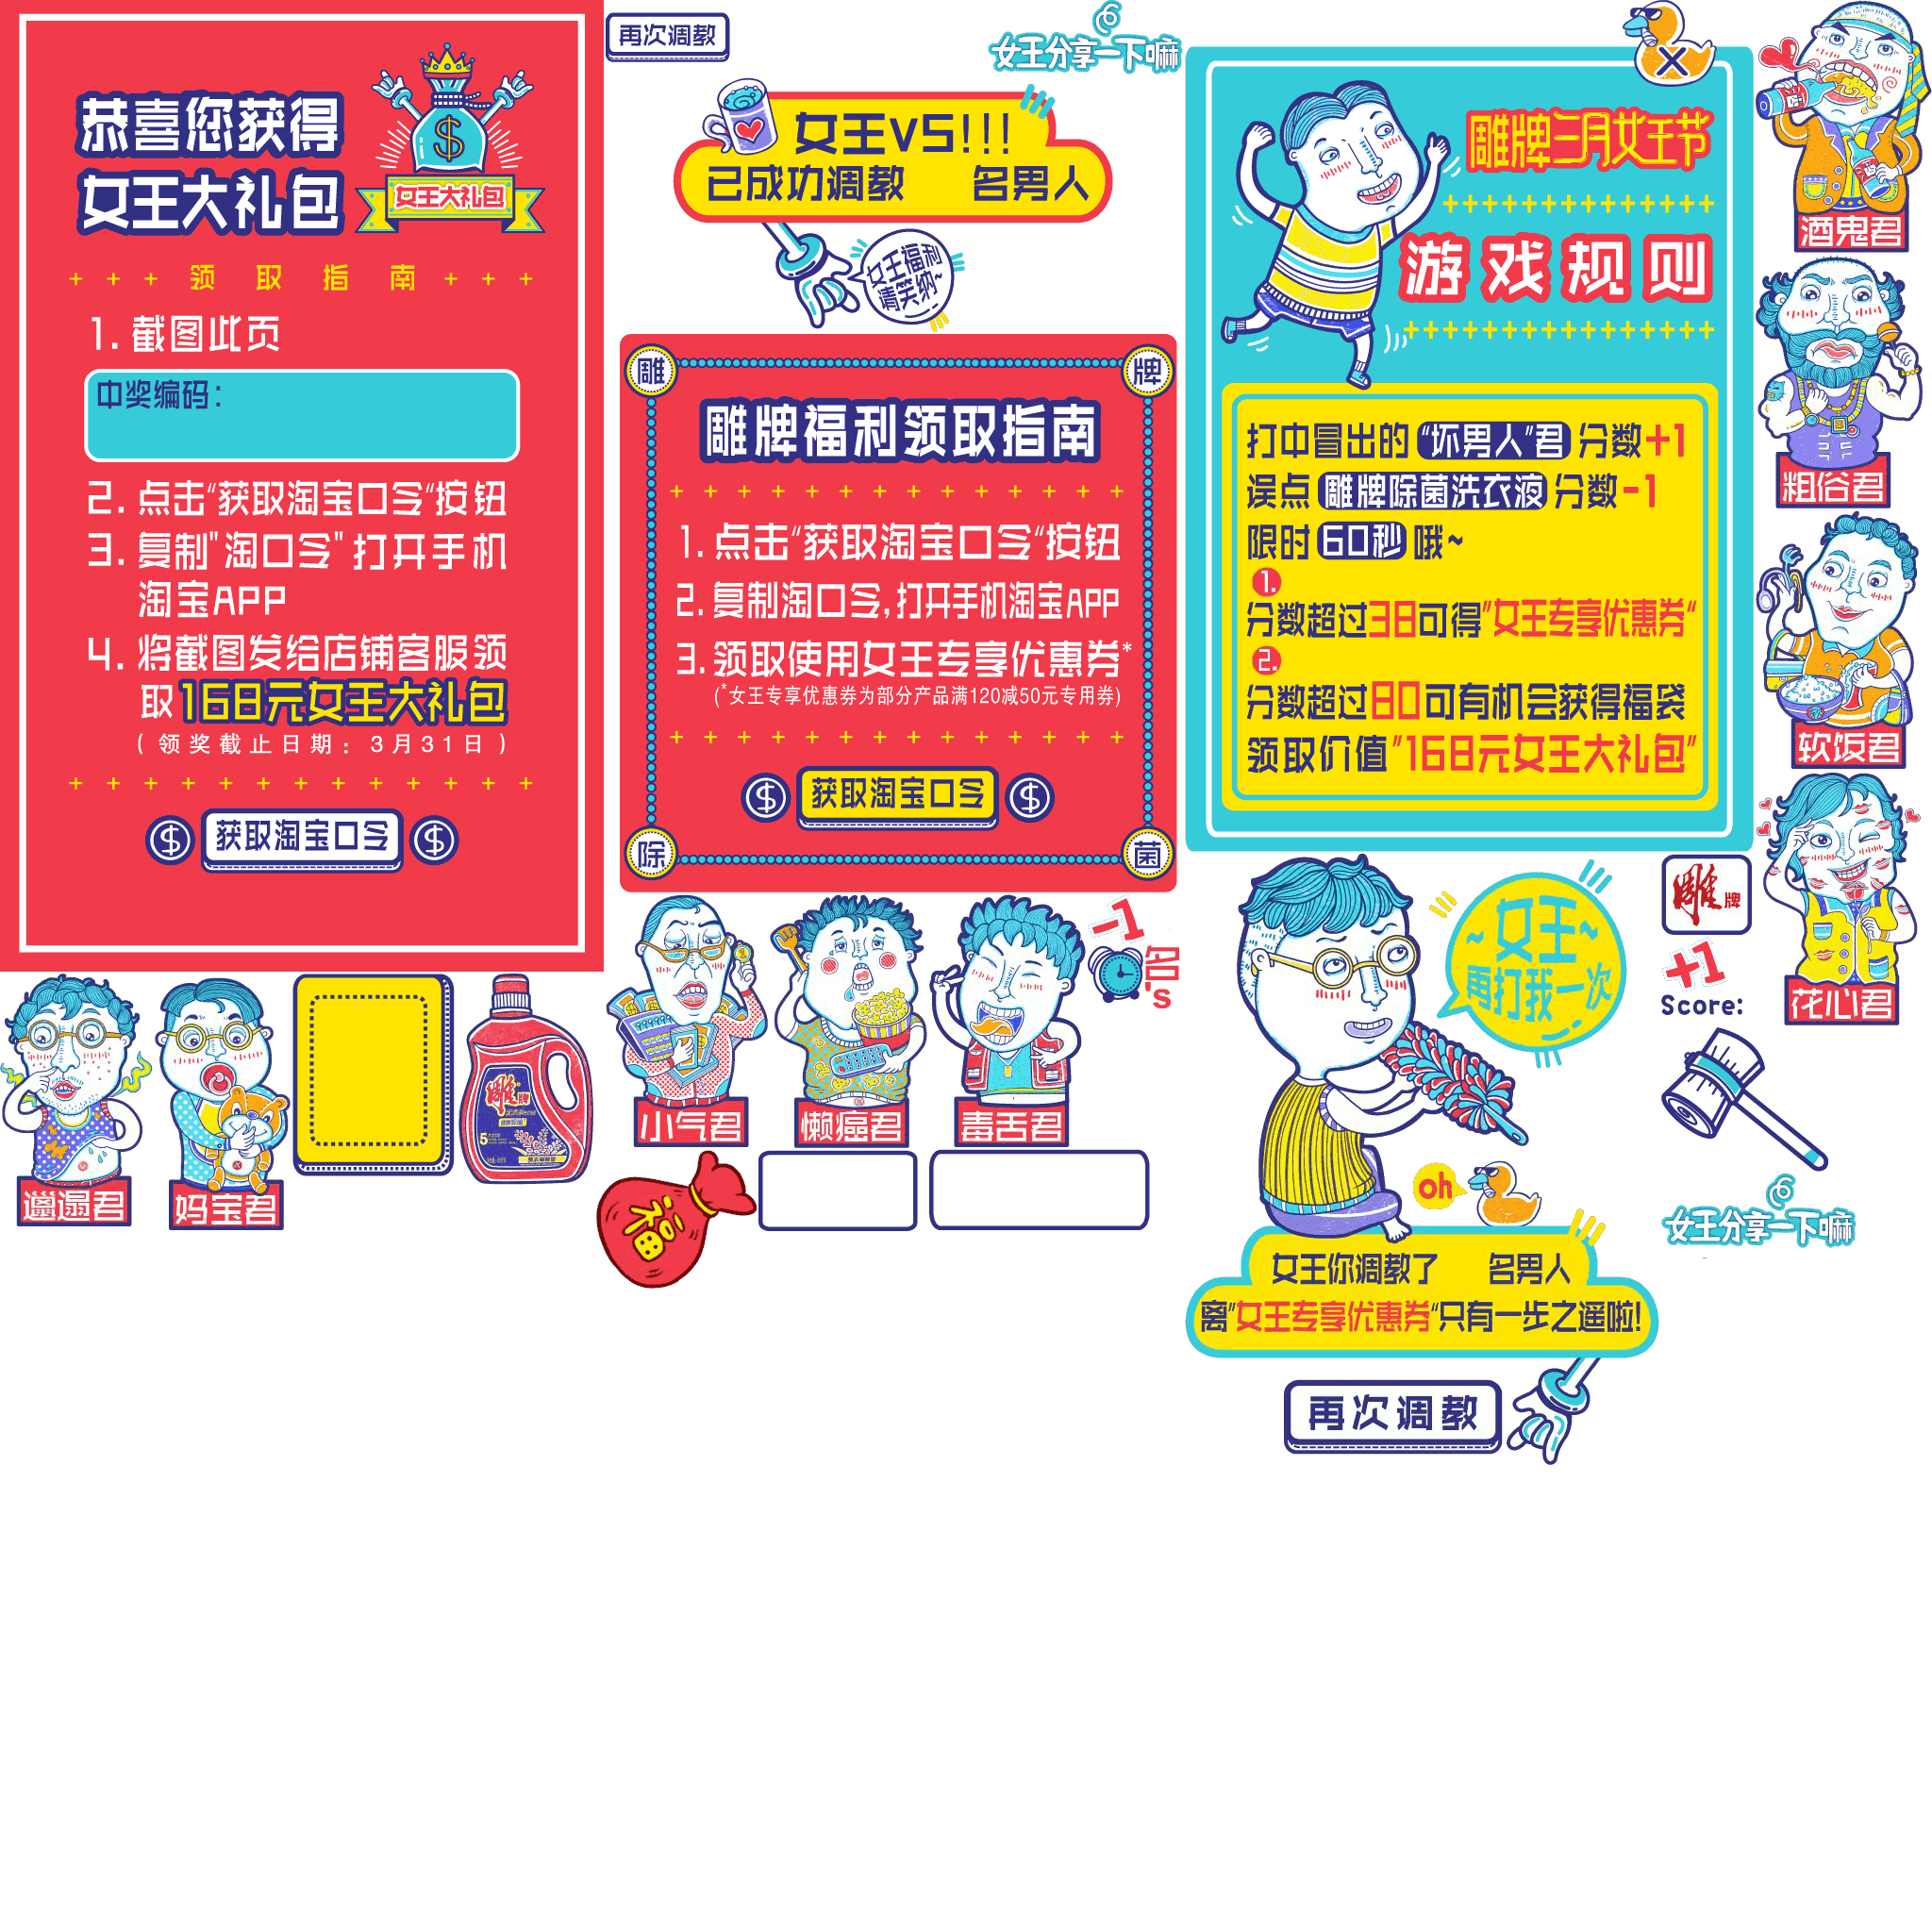 恭喜您获得
女王大礼包
女王大礼包
+ + + 领取指南 + + +
1. 截图此页
中奖编码：
2. 点击“获取淘宝口令“按钮
3. 复制"淘口令" 打开手机
淘宝APP
4. 将截图发给店铺客服领
取168元女王大礼包
( 领奖截止日期：3月31日 )
获取淘宝口令
再次调教
女王分享一下嘛
女王VS!!!
已成功调教 名男人
女王福利
请笑纳~
雕
牌
雕牌福利领取指南
1. 点击“获取淘宝口令“按钮
2. 复制淘口令,打开手机淘宝APP
3. 领取使用女王专享优惠券*
(*女王专享优惠券为部分产品满120减50元专用券)
获取淘宝口令
除
菌
X
雕牌三月女王节
游戏规则
打中冒出的“坏男人”君 分数+1
误点 雕牌除菌洗衣液 分数-1
限时 60秒 哦~
1.
分数超过38可得“女王专享优惠券“
2.
分数超过80可有机会获得福袋
领取价值“168元女王大礼包”
酒鬼君
粗俗君
软饭君
花心君
邋遢君
妈宝君
雕牌
小气君
懒癌君
毒舌君
-1
名
's
福
~女王~
再打我一次
雕牌
+1
Score:
oh
女王分享一下嘛
女王你调教了 名男人
离“女王专享优惠券“只有一步之遥啦!
再次调教